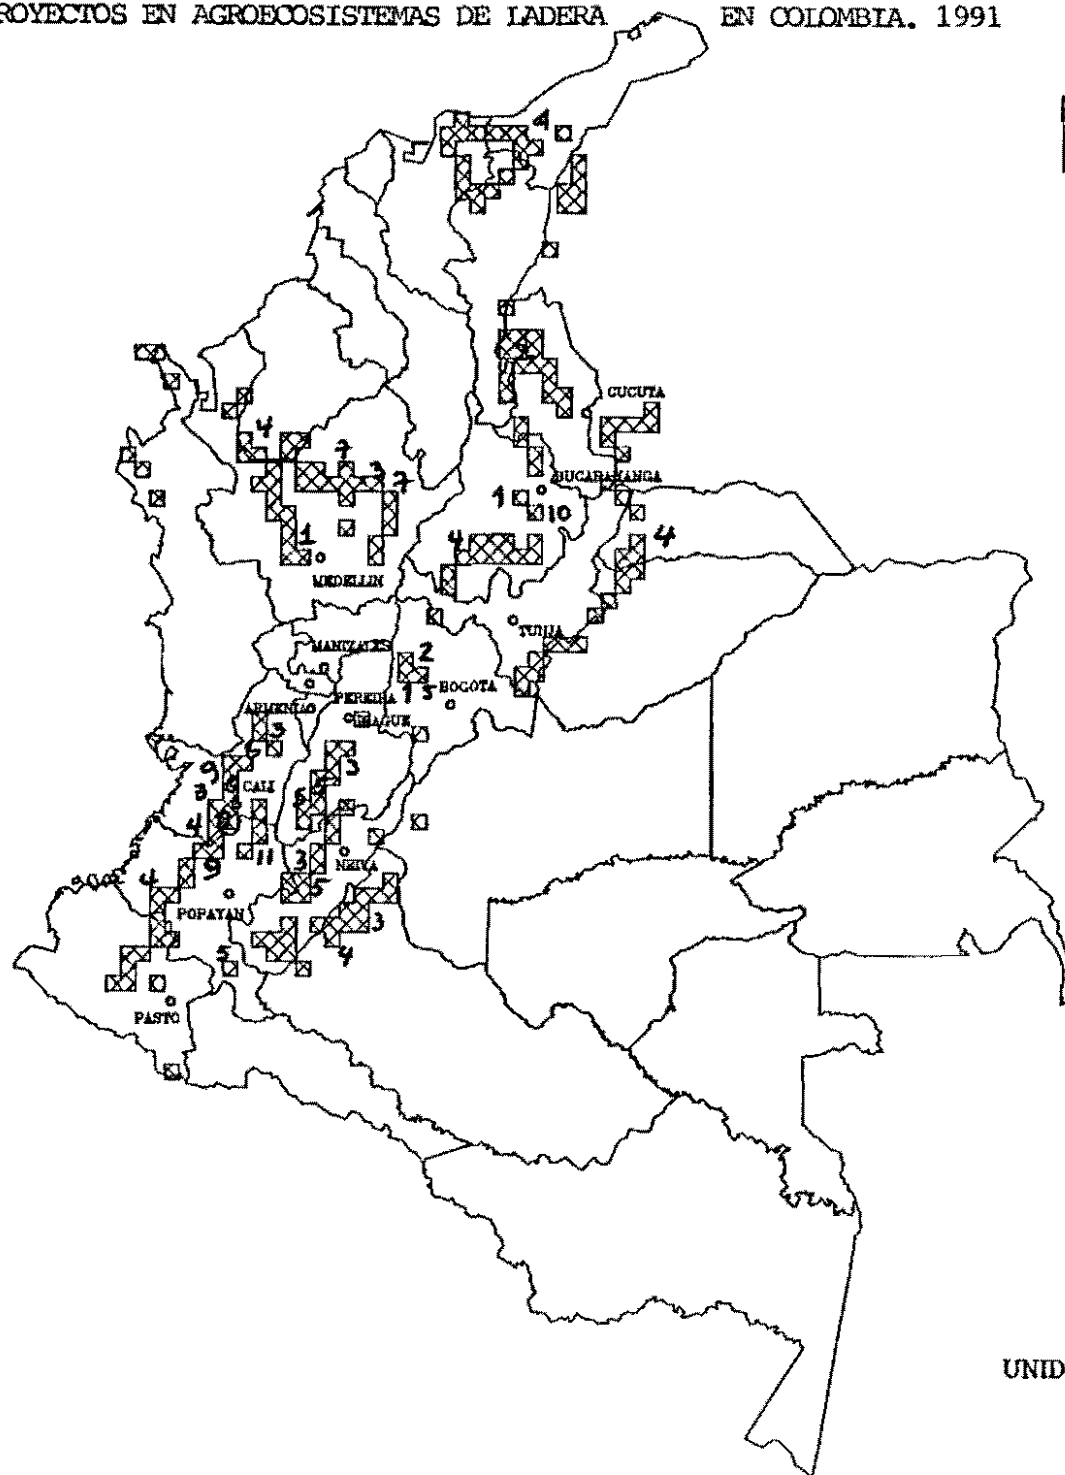 ROYECTOS EN AGROECOSISTEMAS DE LADERA EN COLOMBIA. 1991
4
CUCUTA
4
7
3
7
BUCARAMANGA
1
10
1
4
4
MEDELLIN
TUNJA
MANIZALES
2
1
5
BOGOTA
PEREIRA
ARMENIA
IBAGUE
3
6
3
9
CALI
8
6
4
11
3
NEIVA
9
5
4
POPAYAN
3
5
4
PASTO
UNID